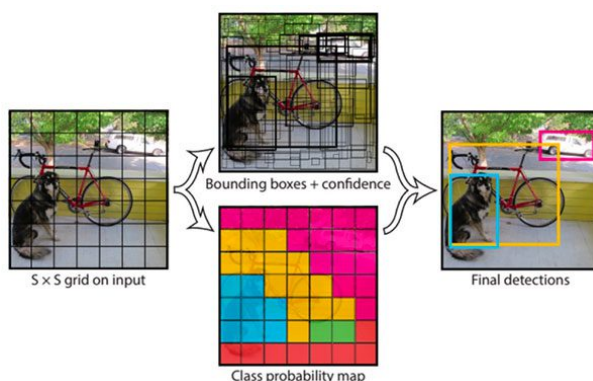 Bounding boxes + confidence
S × S grid on input
Final detections
Class probability map